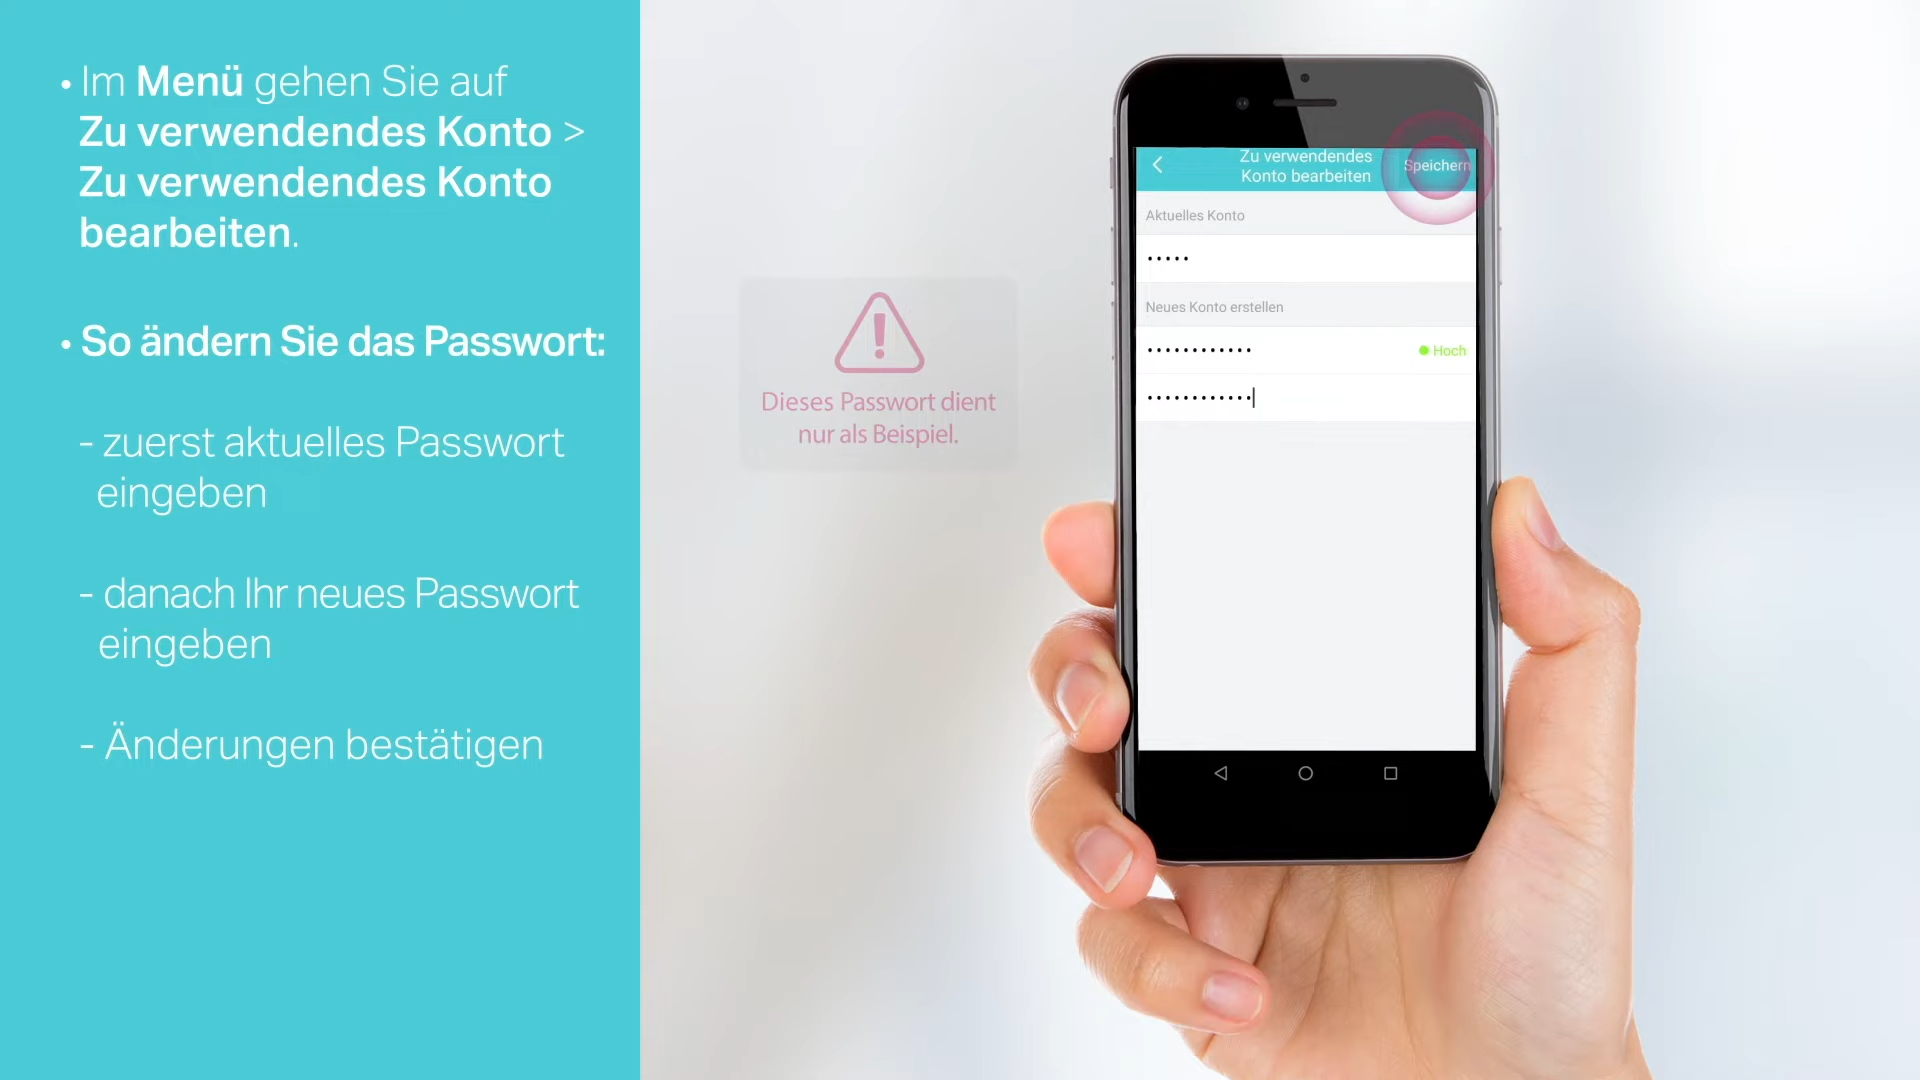 • Im Menü gehen Sie auf
Zu verwendendes Konto >
Zu verwendendes Konto
bearbeiten.
• So ändern Sie das Passwort:
- zuerst aktuelles Passwort
eingeben
- danach Ihr neues Passwort
eingeben
- Änderungen bestätigen
Dieses Passwort dient
nur als Beispiel.
Zu verwendendes
Konto bearbeiten
Speichern
Aktuelles Konto
•••••
Neues Konto erstellen
••••••••••••
Hoch
••••••••••••